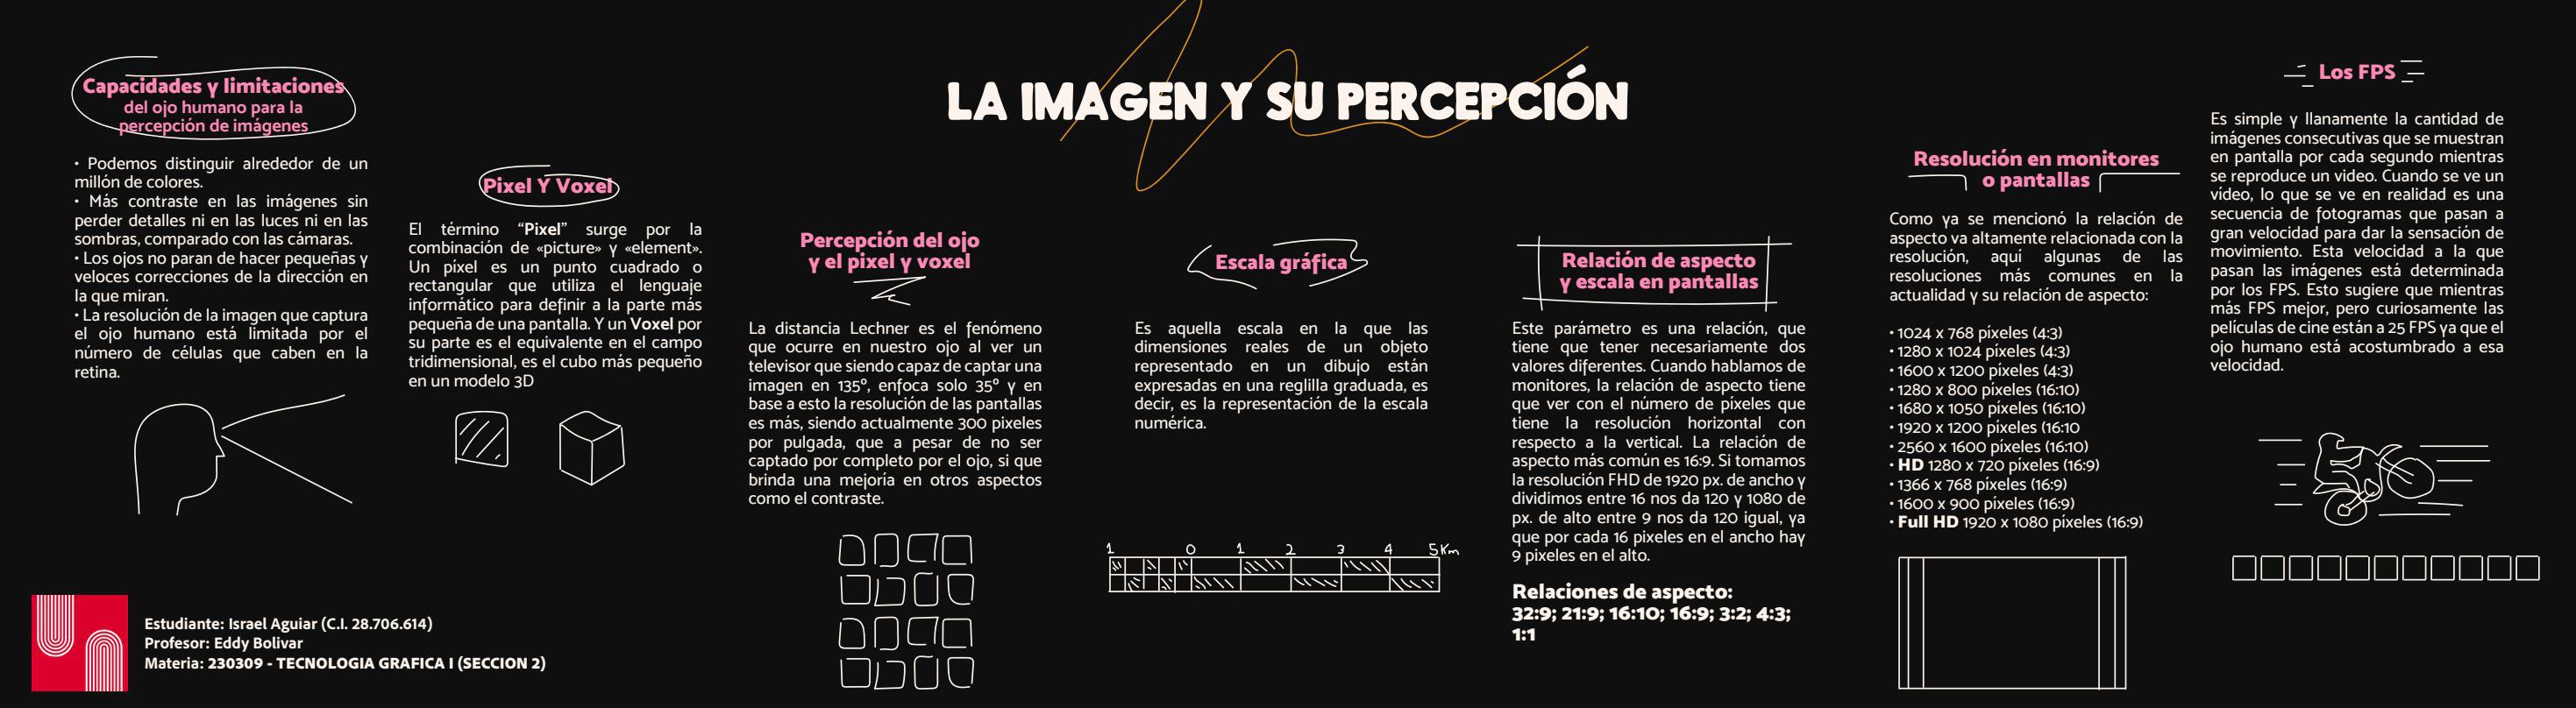 LA IMAGEN Y SU PERCEPCIÓN
Capacidades y limitaciones
del ojo humano para la
percepción de imágenes
• Podemos distinguir alrededor de un
millón de colores.
• Más contraste en las imágenes sin
perder detalles ni en las luces ni en las
sombras, comparado con las cámaras.
• Los ojos no paran de hacer pequeñas y
veloces correcciones de la dirección en
la que miran.
• La resolución de la imagen que captura
el ojo humano está limitada por el
número de células que caben en la
retina.
Pixel Y Voxel
El término “Pixel” surge por la
combinación de «picture» y «element».
Un píxel es un punto cuadrado o
rectangular que utiliza el lenguaje
informático para definir a la parte más
pequeña de una pantalla. Y un Voxel por
su parte es el equivalente en el campo
tridimensional, es el cubo más pequeño
en un modelo 3D
Percepción del ojo
y el pixel y voxel
La distancia Lechner es el fenómeno
que ocurre en nuestro ojo al ver un
televisor que siendo capaz de captar una
imagen en 135º, enfoca solo 35º y en
base a esto la resolución de las pantallas
es más, siendo actualmente 300 pixeles
por pulgada, que a pesar de no ser
captado por completo por el ojo, si que
brinda una mejoría en otros aspectos
como el contraste.
Escala gráfica
Es aquella escala en la que las
dimensiones reales de un objeto
representado en un dibujo están
expresadas en una reglilla graduada, es
decir, es la representación de la escala
numérica.
1 0 1 2 3 4 5Km
Relación de aspecto
y escala en pantallas
Este parámetro es una relación, que
tiene que tener necesariamente dos
valores diferentes. Cuando hablamos de
monitores, la relación de aspecto tiene
que ver con el número de píxeles que
tiene la resolución horizontal con
respecto a la vertical. La relación de
aspecto más común es 16:9. Si tomamos
la resolución FHD de 1920 px. de ancho y
dividimos entre 16 nos da 120 y 1080 de
px. de alto entre 9 nos da 120 igual, ya
que por cada 16 pixeles en el ancho hay
9 pixeles en el alto.
Relaciones de aspecto:
32:9; 21:9; 16:10; 16:9; 3:2; 4:3;
1:1
Resolución en monitores
o pantallas
Como ya se mencionó la relación de
aspecto va altamente relacionada con la
resolución, aquí algunas de las
resoluciones más comunes en la
actualidad y su relación de aspecto:
• 1024 x 768 píxeles (4:3)
• 1280 x 1024 píxeles (4:3)
• 1600 x 1200 píxeles (4:3)
• 1280 x 800 píxeles (16:10)
• 1680 x 1050 píxeles (16:10)
• 1920 x 1200 píxeles (16:10
• 2560 x 1600 píxeles (16:10)
• HD 1280 x 720 píxeles (16:9)
• 1366 x 768 píxeles (16:9)
• 1600 x 900 píxeles (16:9)
• Full HD 1920 x 1080 píxeles (16:9)
Los FPS
Es simple y llanamente la cantidad de
imágenes consecutivas que se muestran
en pantalla por cada segundo mientras
se reproduce un video. Cuando se ve un
vídeo, lo que se ve en realidad es una
secuencia de fotogramas que pasan a
gran velocidad para dar la sensación de
movimiento. Esta velocidad a la que
pasan las imágenes está determinada
por los FPS. Esto sugiere que mientras
más FPS mejor, pero curiosamente las
películas de cine están a 25 FPS ya que el
ojo humano está acostumbrado a esa
velocidad.
Estudiante: Israel Aguiar (C.I. 28.706.614)
Profesor: Eddy Bolivar
Materia: 230309 - TECNOLOGIA GRAFICA I (SECCION 2)